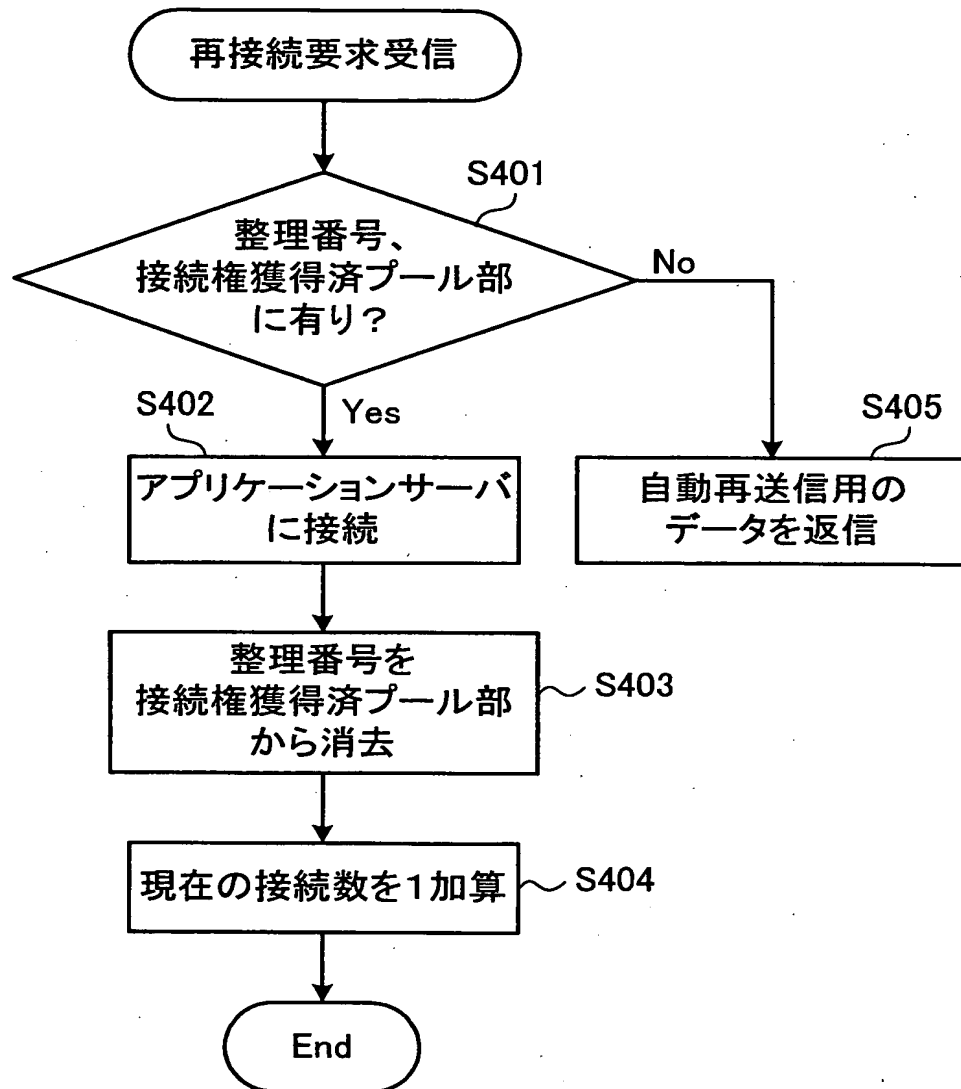 再接続要求受信
S401
整理番号、
接続権獲得済プール部
に有り？
No
S402
Yes
S405
アプリケーションサーバ
に接続
自動再送信用の
データを返信
整理番号を
接続権獲得済プール部
から消去
S403
現在の接続数を1加算
S404
End